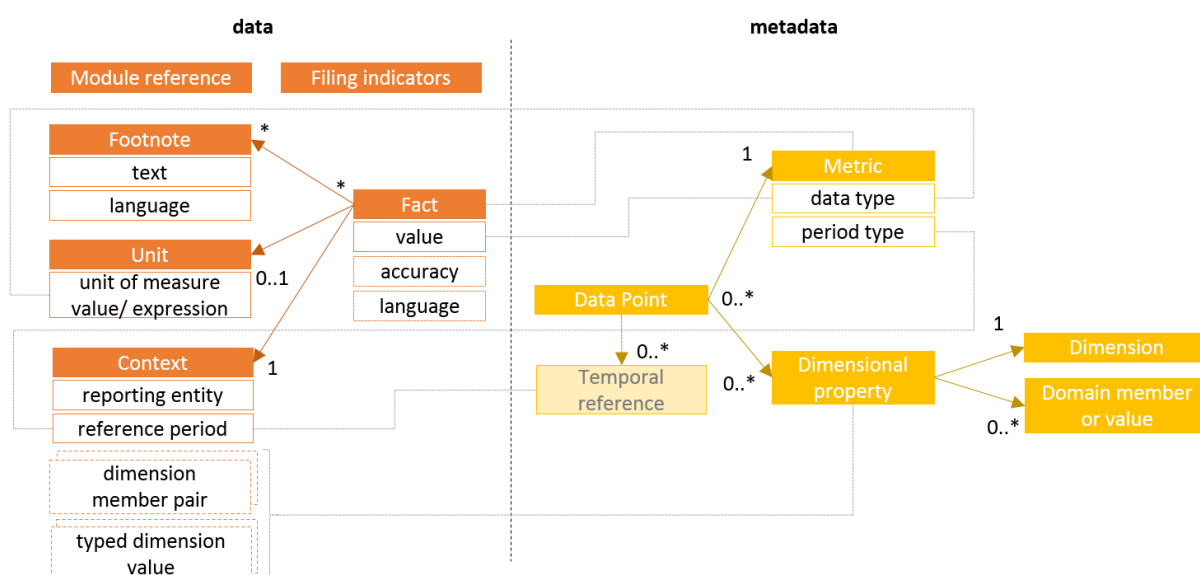 data
metadata
Module reference
Filing indicators
Footnote
*
text
language
*
Fact
value
accuracy
language
Unit
0..1
unit of measure
value/ expression
Context
1
reporting entity
reference period
dimension
member pair
typed dimension
value
1
Metric
data type
period type
Data Point
0..*
0..*
Temporal
reference
0..*
Dimensional
property
1
Dimension
Domain member
or value
0..*